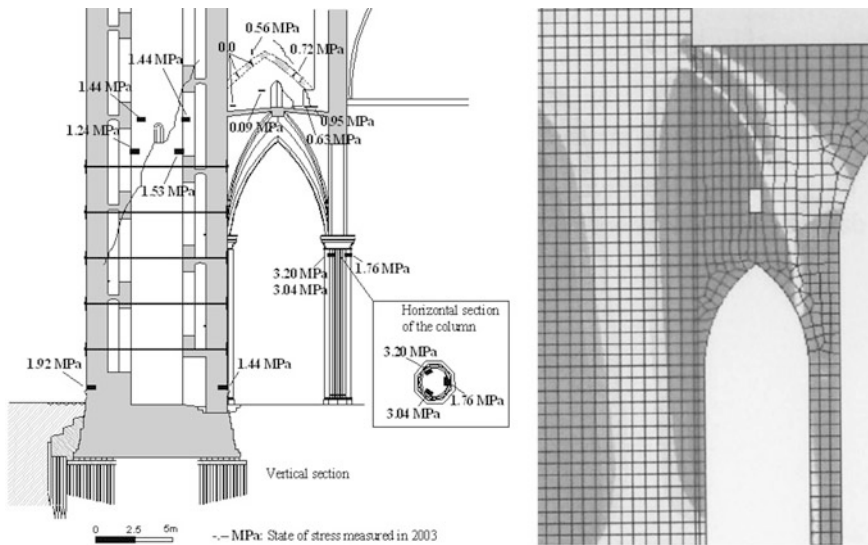 0.56 MPa
0.0
0.72 MPa
1.44 MPa
1.44 MPa
1.24 MPa
0.09 MPa
0.95 MPa
0.63 MPa
1.53 MPa
3.20 MPa
1.76 MPa
3.04 MPa
Horizontal section
of the column
3.20 MPa
1.76 MPa
3.04 MPa
1.92 MPa
1.44 MPa
Vertical section
0 2.5 5m
-.-- MPa: State of stress measured in 2003